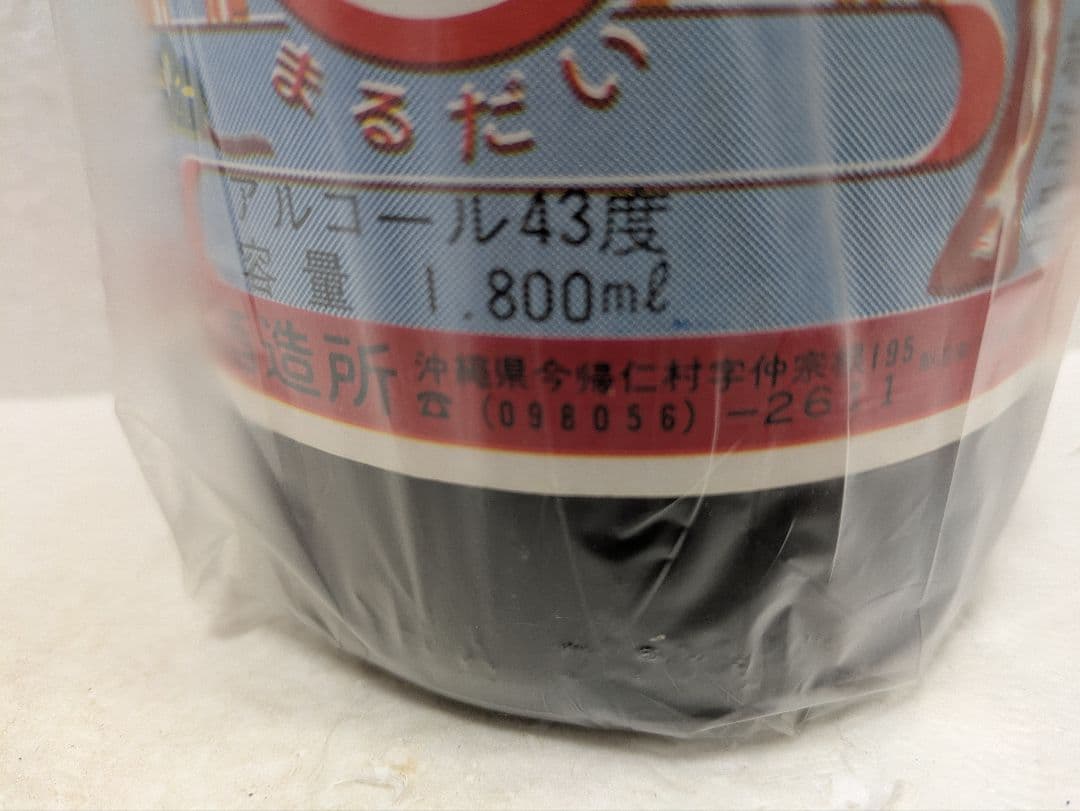 まるだい
アルコール43度
容量 1.800ml
造所 沖縄県今帰仁村字仲宗根195
☎ (098056) -2611